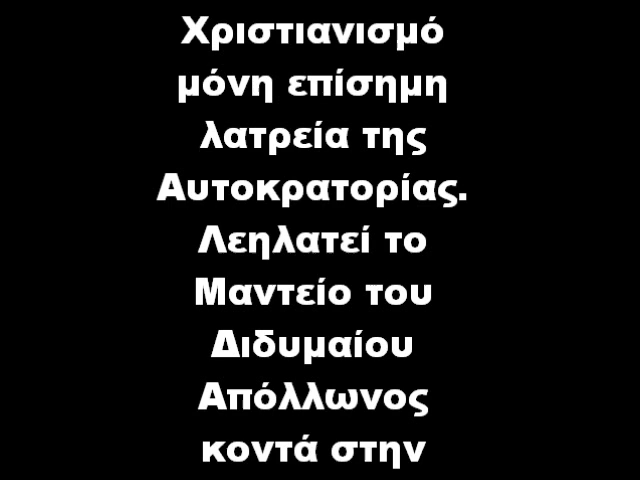 Χριστιανισμό
μόνη επίσημη
λατρεία της
Αυτοκρατορίας.
Λεηλατεί το
Μαντείο του
Διδυμαίου
Απόλλωνος
κοντά στην